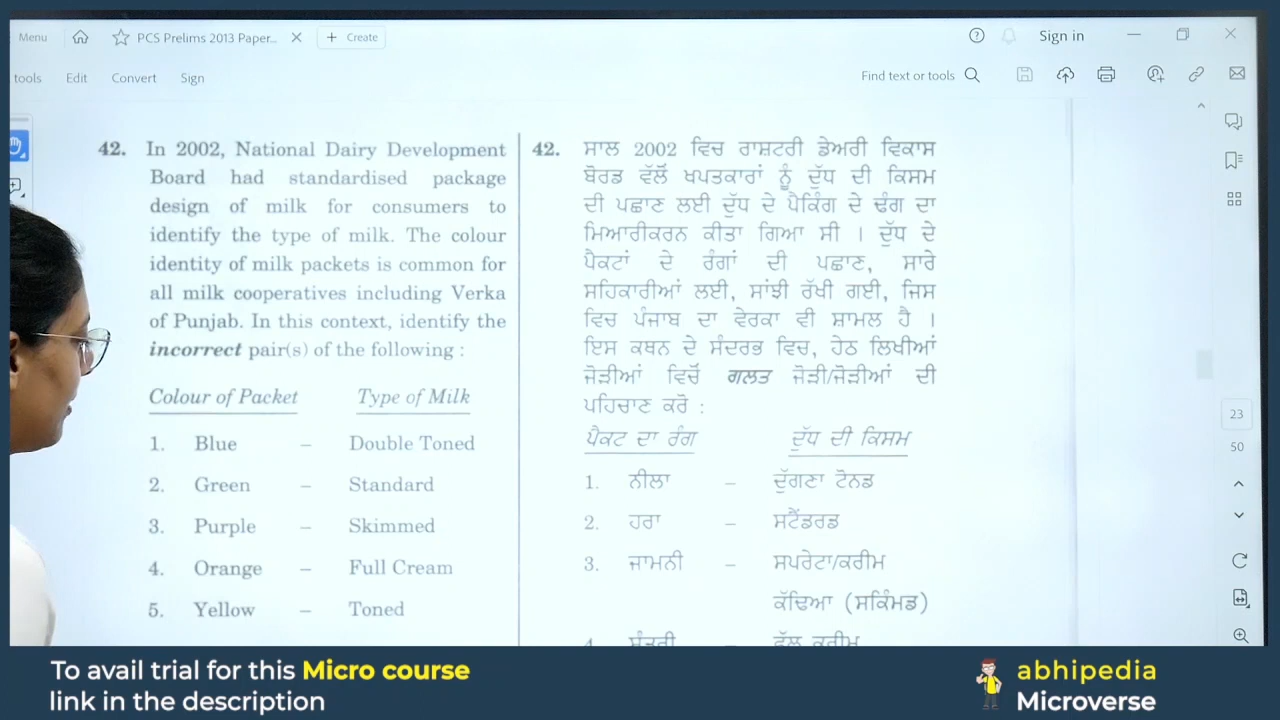 Menu
PCS Prelims 2013 Paper...
Create
Sign in
tools
Edit
Convert
Sign
Find text or tools
42. In 2002, National Dairy Development
Board had standardised package
design of milk for consumers to
identify the type of milk. The colour
identity of milk packets is common for
all milk cooperatives including Verka
of Punjab. In this context, identify the
incorrect pair(s) of the following :
Colour of Packet Type of Milk
1. Blue – Double Toned
2. Green – Standard
3. Purple – Skimmed
4. Orange – Full Cream
5. Yellow – Toned
42. ਸਾਲ 2002 ਵਿਚ ਰਾਸ਼ਟਰੀ ਡੇਅਰੀ ਵਿਕਾਸ
ਬੋਰਡ ਵੱਲੋਂ ਖਪਤਕਾਰਾਂ ਨੂੰ ਦੁੱਧ ਦੀ ਕਿਸਮ
ਦੀ ਪਛਾਣ ਲਈ ਦੁੱਧ ਦੇ ਪੈਕਿੰਗ ਦੇ ਢੰਗ ਦਾ
ਮਿਆਰੀਕਰਨ ਕੀਤਾ ਗਿਆ ਸੀ । ਦੁੱਧ ਦੇ
ਪੈਕਟਾਂ ਦੇ ਰੰਗਾਂ ਦੀ ਪਛਾਣ, ਸਾਰੇ
ਸਹਿਕਾਰੀਆਂ ਲਈ, ਸਾਂਝੀ ਰੱਖੀ ਗਈ, ਜਿਸ
ਵਿਚ ਪੰਜਾਬ ਦਾ ਵੇਰਕਾ ਵੀ ਸ਼ਾਮਲ ਹੈ ।
ਇਸ ਕਥਨ ਦੇ ਸੰਦਰਭ ਵਿਚ, ਹੇਠ ਲਿਖੀਆਂ
ਜੋੜੀਆਂ ਵਿਚੋਂ ਗਲਤ ਜੋੜੀ/ਜੋੜੀਆਂ ਦੀ
ਪਹਿਚਾਣ ਕਰੋ :
ਪੈਕਟ ਦਾ ਰੰਗ ਦੁੱਧ ਦੀ ਕਿਸਮ
1. ਨੀਲਾ – ਦੁੱਗਣਾ ਟੋਨਡ
2. ਹਰਾ – ਸਟੈਂਡਰਡ
3. ਜਾਮਨੀ – ਸਪਰੇਟਾ/ਕਰੀਮ
ਕੱਢਿਆ (ਸਕਿੰਮਡ)
4. ਸੰਤਰੀ – ਫੁੱਲ ਕਰੀਮ
23
50
To avail trial for this Micro course
link in the description
abhipedia
Microverse